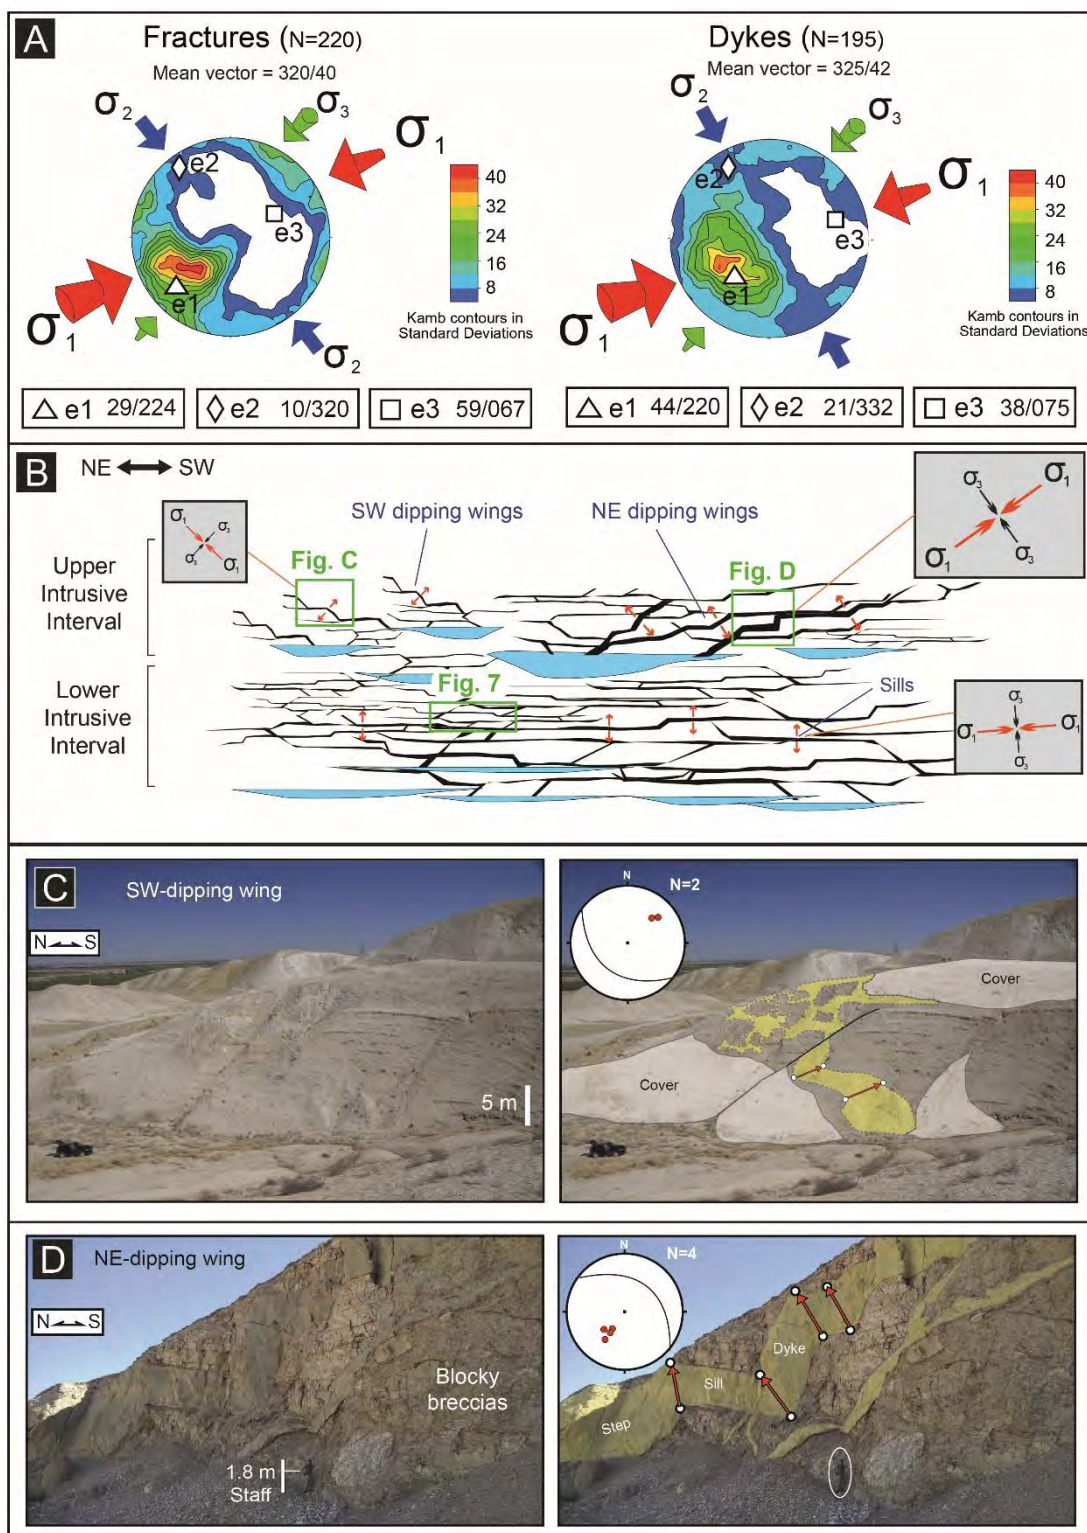 A
Fractures (N=220)
Mean vector = 320/40
σ2
σ3
σ1
e2
e3
e1
σ1
σ2
40
32
24
16
8
Kamb contours in
Standard Deviations
△ e1 29/224
◇ e2 10/320
□ e3 59/067
Dykes (N=195)
Mean vector = 325/42
σ2
σ3
σ1
e2
e3
e1
σ1
40
32
24
16
8
Kamb contours in
Standard Deviations
△ e1 44/220
◇ e2 21/332
□ e3 38/075
B
NE SW
σ1
σ3
σ3
σ1
SW dipping wings
NE dipping wings
σ3
σ1
σ1
σ3
Upper
Intrusive
Interval
Fig. C
Fig. D
Lower
Intrusive
Interval
Fig. 7
Sills
σ3
σ1
σ1
σ3
C
SW-dipping wing
N S
5 m
N
N=2
Cover
Cover
D
NE-dipping wing
N S
Blocky
breccias
1.8 m
Staff
N
N=4
Dyke
Sill
Step